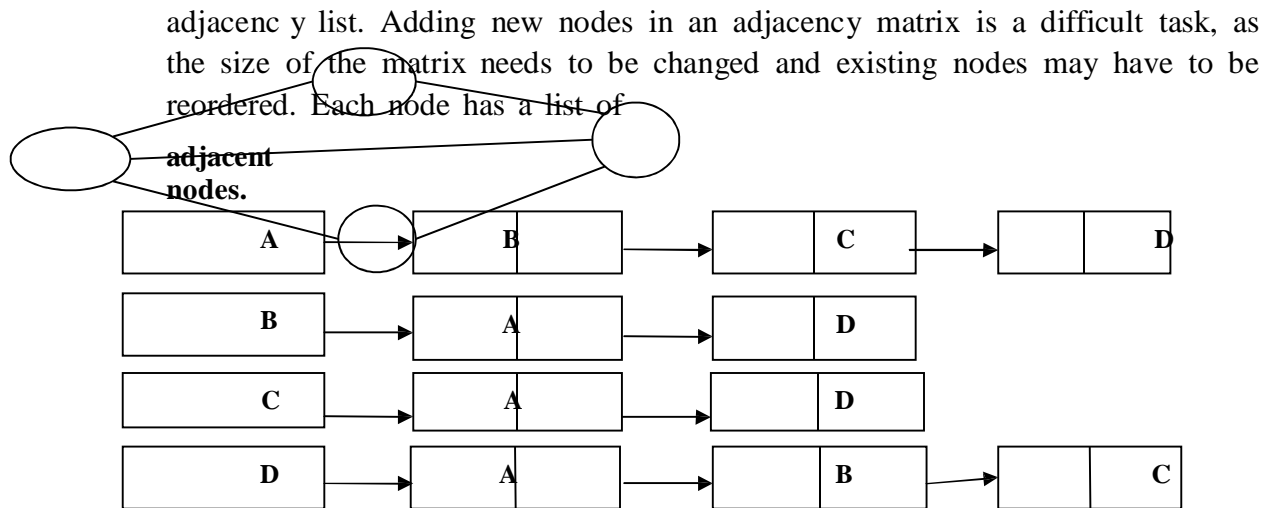 adjacenc y list. Adding new nodes in an adjacency matrix is a difficult task, as
the size of the matrix needs to be changed and existing nodes may have to be
reordered. Each node has a list of
adjacent
nodes.
A B C D
B A D
C A D
D A B C